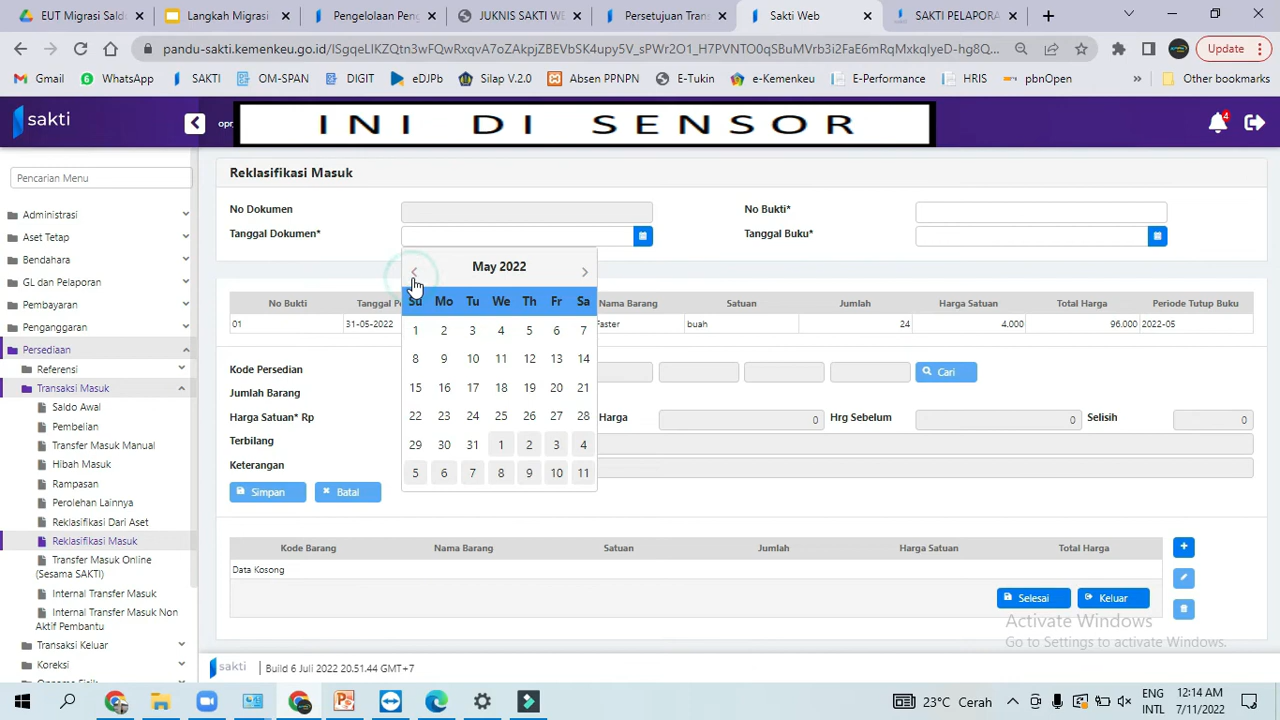 EUT Migrasi Sald
Langkah Migrasi
Pengelolaan Pen
JUKNIS SAKTI WE
Persetujuan Tran
Sakti Web
SAKTI PELAPORA
pandu-sakti.kemenkeu.go.id/
Update
Gmail
WhatsApp
SAKTI
OM-SPAN
DIGIT
eDJPb
Silap V.2.0
Absen PPNPN
E-Tukin
e-Kemenkeu
E-Performance
HRIS
pbnOpen
»
Other bookmarks
sakti
opr
INI DI SENSOR
4
Pencarian Menu
Administrasi
Aset Tetap
Bendahara
GL dan Pelaporan
Pembayaran
Penganggaran
Persediaan
Referensi
Transaksi Masuk
Saldo Awal
Pembelian
Transfer Masuk Manual
Hibah Masuk
Rampasan
Perolehan Lainnya
Reklasifikasi Dari Aset
Reklasifikasi Masuk
Transfer Masuk Online
(Sesama SAKTI)
Internal Transfer Masuk
Internal Transfer Masuk Non
Aktif Pembantu
Transaksi Keluar
Koreksi
Reklasifikasi Masuk
No Dokumen
No Bukti*
Tanggal Dokumen*
Tanggal Buku*
May 2022
Su Mo Tu We Th Fr Sa
1 2 3 4 5 6 7
8 9 10 11 12 13 14
15 16 17 18 19 20 21
22 23 24 25 26 27 28
29 30 31 1 2 3 4
5 6 7 8 9 10 11
No Bukti Tanggal P Nama Barang Satuan Jumlah Harga Satuan Total Harga Periode Tutup Buku
01 31-05-2022 Faster buah 24 4.000 96.000 2022-05
Kode Persedian
Cari
Jumlah Barang
Harga Satuan* Rp
Harga 0 Hrg Sebelum 0 Selisih 0
Terbilang
Keterangan
Simpan
Batal
Kode Barang Nama Barang Satuan Jumlah Harga Satuan Total Harga
Data Kosong
Selesai
Keluar
Activate Windows
Go to Settings to activate Windows.
sakti
Build 6 Juli 2022 20.51.44 GMT+7
23°C Cerah
ENG
INTL
12:14 AM
7/11/2022